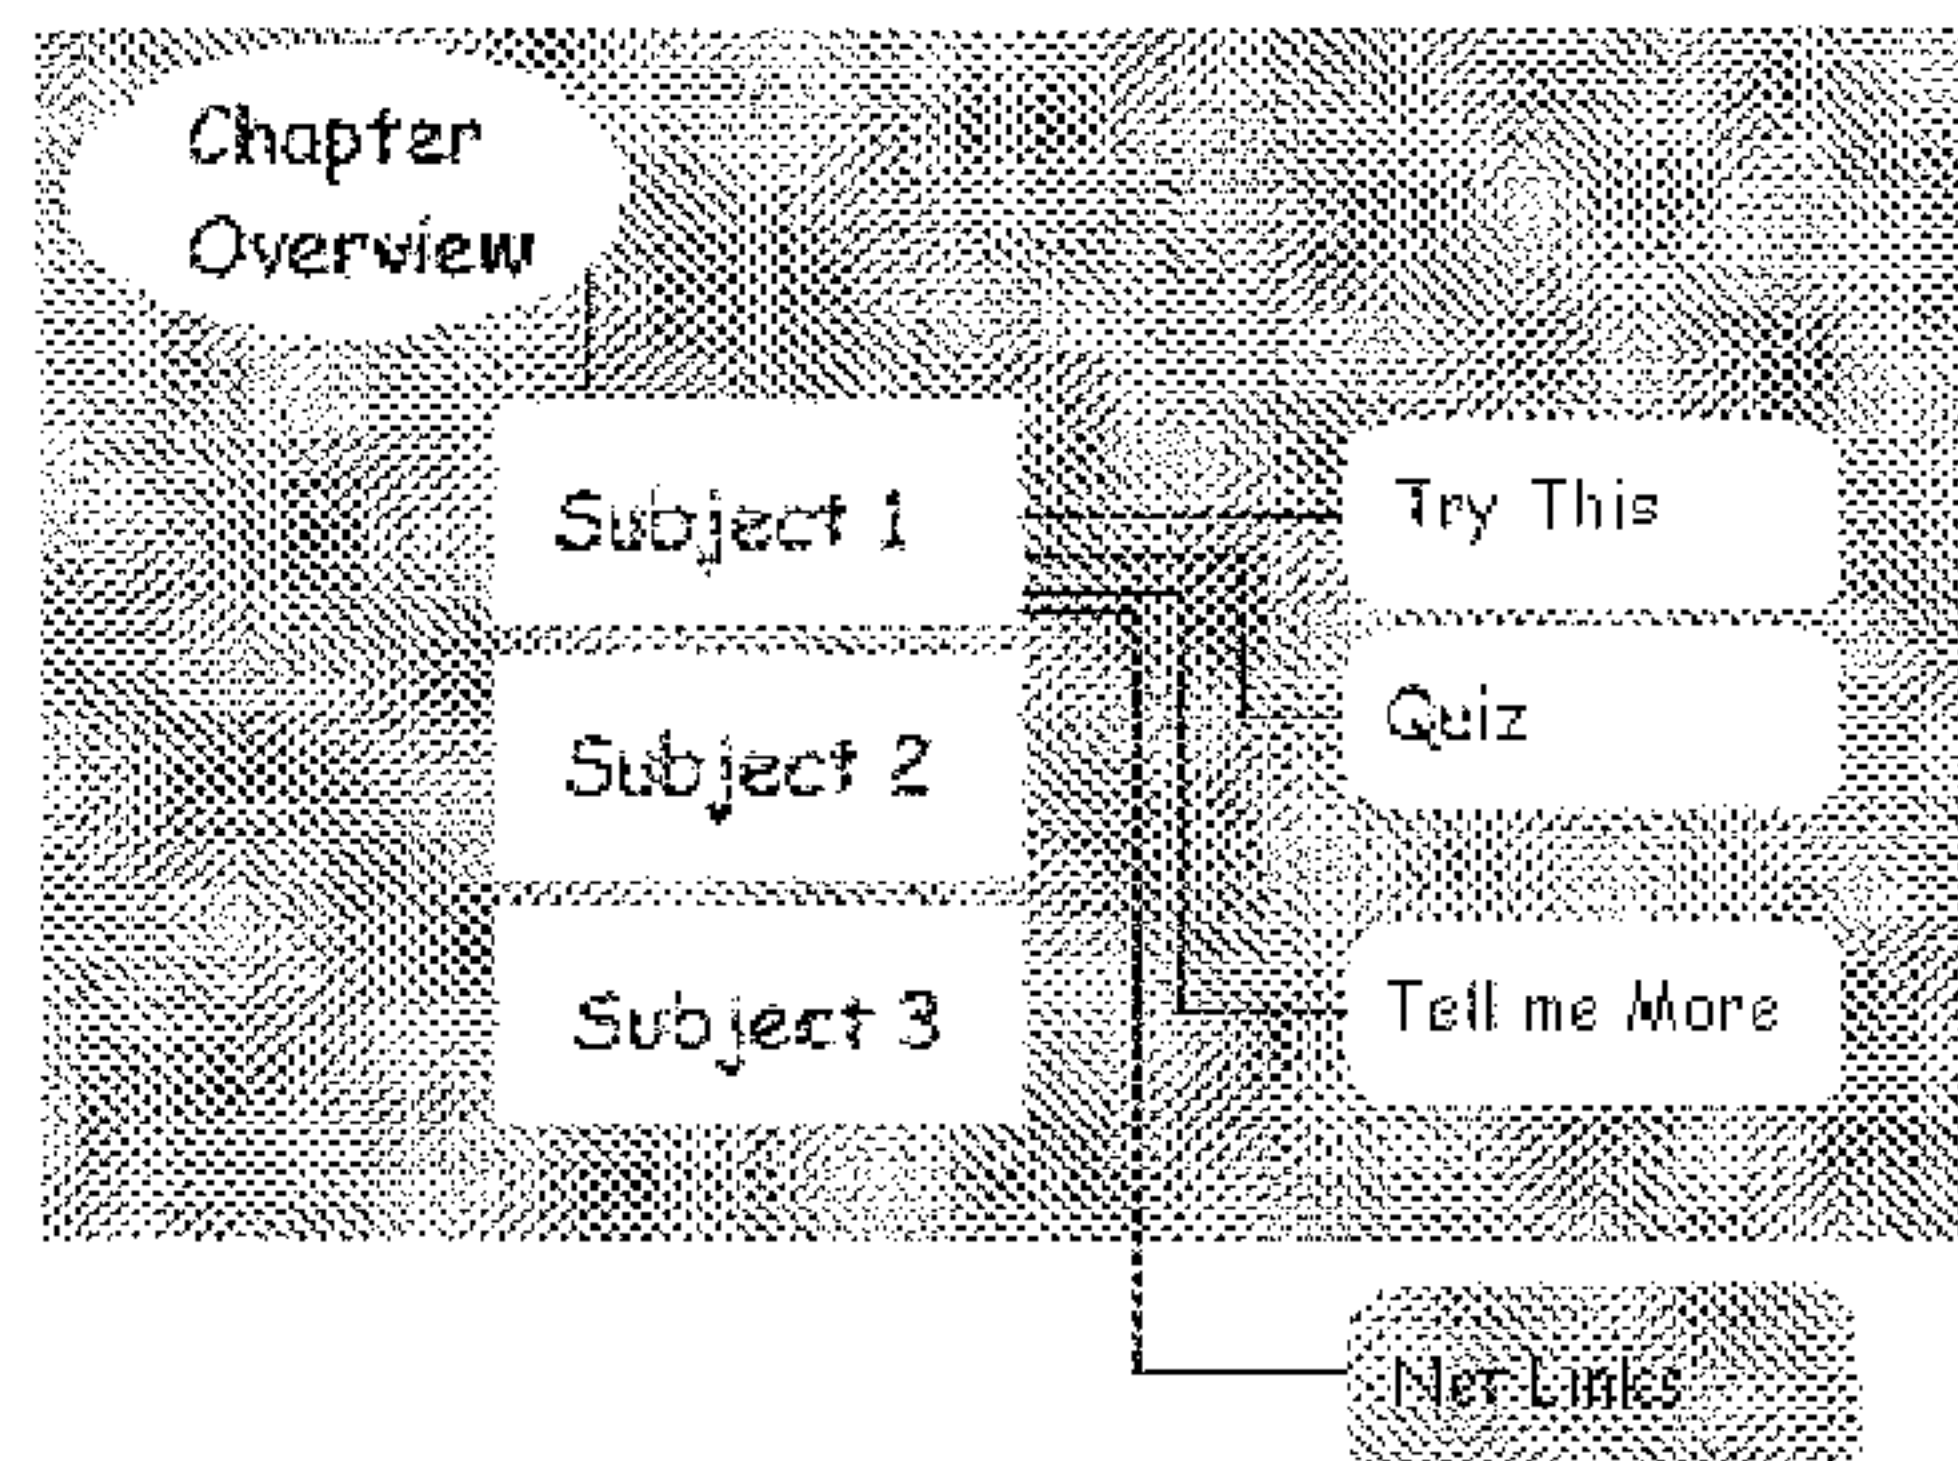 Chapter
Overview
Subject 1
Try This
Subject 2
Quiz
Subject 3
Tell me More
Net Links